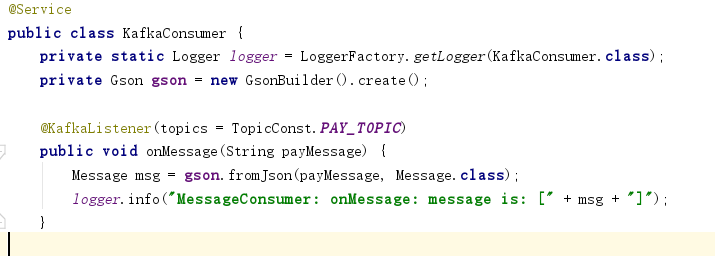 @Service
public class KafkaConsumer {
    private static Logger logger = LoggerFactory.getLogger(KafkaConsumer.class);
    private Gson gson = new GsonBuilder().create();

    @KafkaListener(topics = TopicConst.PAY_TOPIC)
    public void onMessage(String payMessage) {
        Message msg = gson.fromJson(payMessage, Message.class);
        logger.info("MessageConsumer: onMessage: message is: [" + msg + "]");
    }